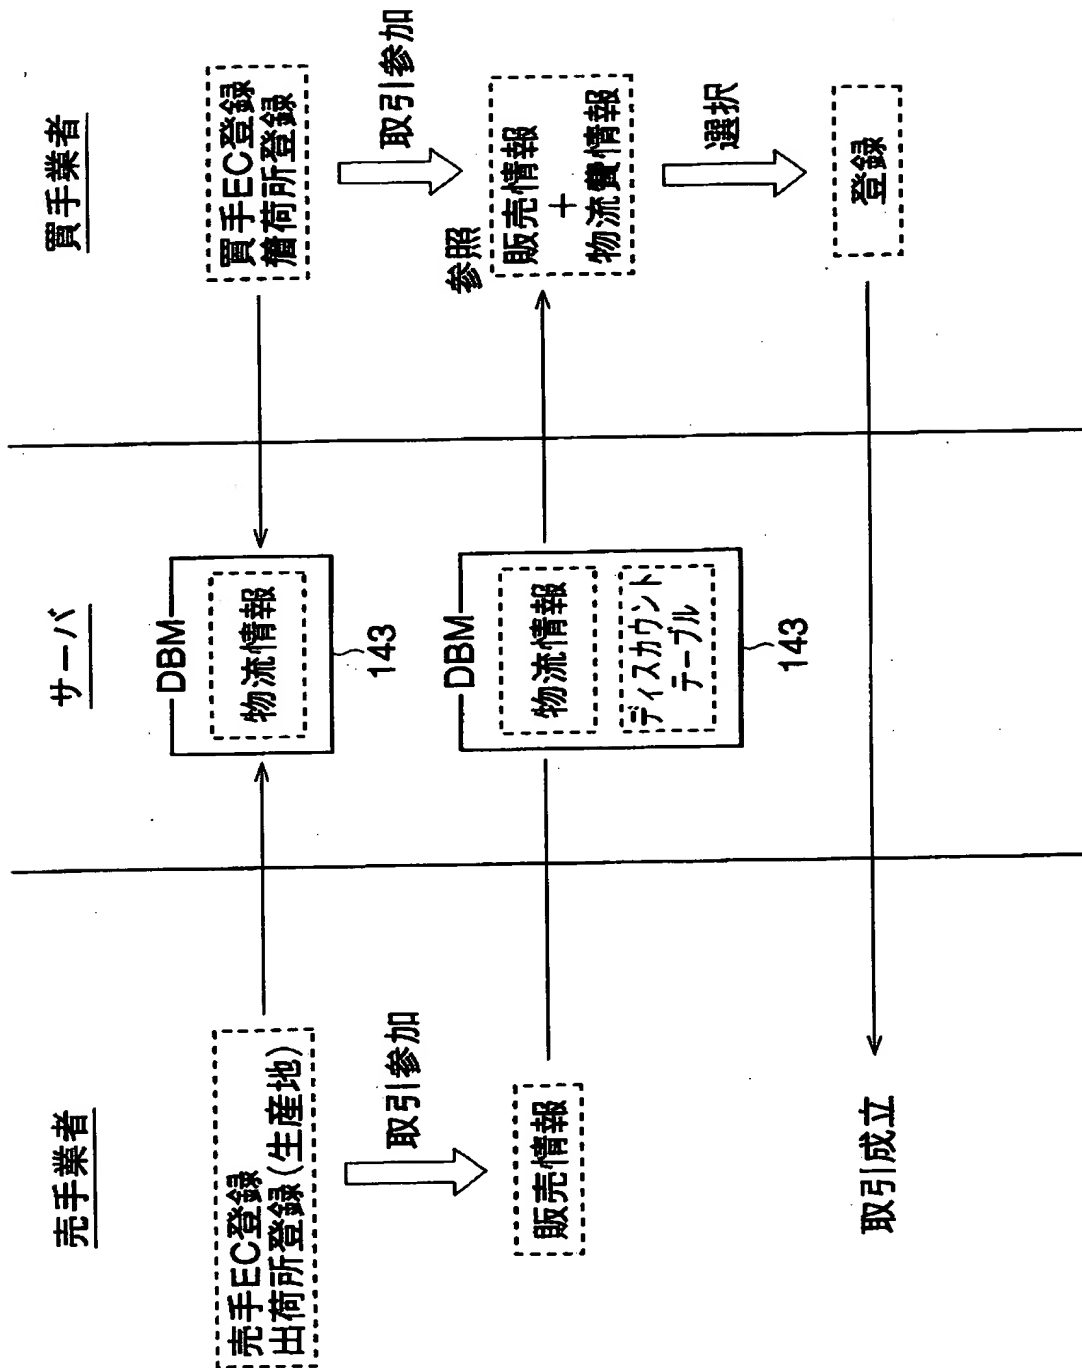 売手業者
サーバ
買手業者
売手EC登録
出荷所登録(生産地)
DBM
物流情報
143
買手EC登録
着荷所登録
取引参加
取引参加
販売情報
DBM
物流情報
ディスカウント
テーブル
143
参照
販売情報
+
物流費情報
選択
取引成立
登録